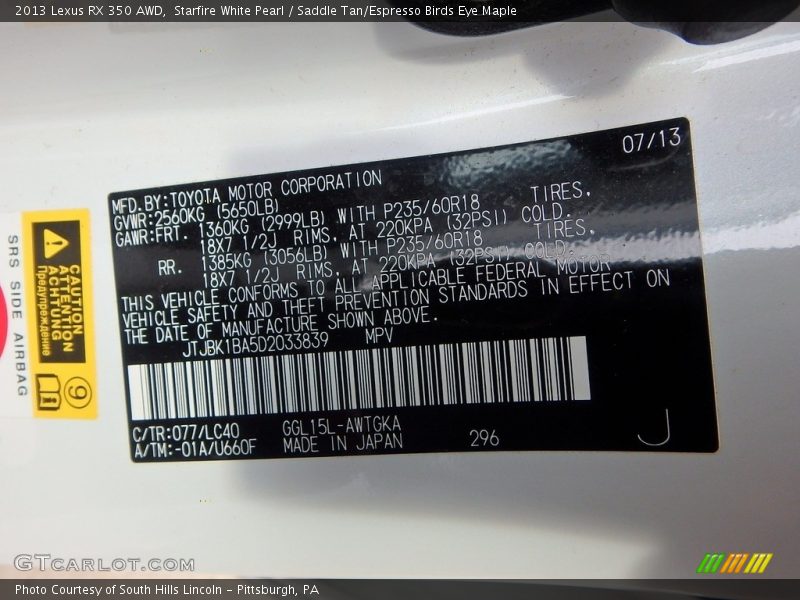 2013 Lexus RX 350 AWD, Starfire White Pearl / Saddle Tan/Espresso Birds Eye Maple
07/13
MFD.BY:TOYOTA MOTOR CORPORATION
GVWR:2560KG (5650LB)
GAWR:FRT. 1360KG (2999LB) WITH P235/60R18 TIRES,
18X7 1/2J RIMS, AT 220KPA (32PSI) COLD.
RR. 1385KG (3056LB) WITH P235/60R18 TIRES,
18X7 1/2J RIMS, AT 220KPA (32PSI) COLD.
THIS VEHICLE CONFORMS TO ALL APPLICABLE FEDERAL MOTOR
VEHICLE SAFETY AND THEFT PREVENTION STANDARDS IN EFFECT ON
THE DATE OF MANUFACTURE SHOWN ABOVE.
JTJBK1BA5D2033839 MPV
C/TR:077/LC40 GGL15L-AWTGKA
A/TM:-01A/U660F MADE IN JAPAN 296
J
SRS SIDE AIRBAG
CAUTION
ATTENTION
ACHTUNG
Предупреждение
9
GTCARLOT.COM
Photo Courtesy of South Hills Lincoln - Pittsburgh, PA